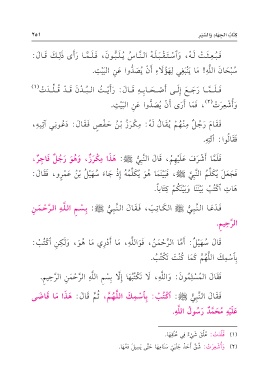 كتاب الجهاد والسير ٢٥١
فَبُعِثَتْ لَهُ، وَاسْتَقْبَلَهُ النَّاسُ يُلَبُّونَ، فَلَمَّا رَأَى ذَلِكَ قَالَ:
سُبْحَانَ اللَّهِ! مَا يَنْبَغِي لِهَؤُلَاءِ أَنْ يُصَدُّوا عَنِ الْبَيْتِ.
فَلَمَّا رَجَعَ إِلَى أَصْحَابِهِ قَالَ: رَأَيْتُ الْبُدْنَ قَدْ قُلِّدَتْ(١)
وَأُشْعِرَتْ(٢)، فَمَا أَرَى أَنْ يُصَدُّوا عَنِ الْبَيْتِ.
فَقَامَ رَجُلٌ مِنْهُمْ يُقَالُ لَهُ: مِكْرَزُ بْنُ حَفْصٍ فَقَالَ: دَعُونِي آتِيهِ،
فَقَالُوا: ائْتِهِ.
فَلَمَّا أَشْرَفَ عَلَيْهِمْ، قَالَ النَّبِيُّ ﷺ: هَذَا مِكْرَزٌ، وَهُوَ رَجُلٌ فَاجِرٌ،
فَجَعَلَ يُكَلِّمُ النَّبِيَّ ﷺ، فَبَيْنَمَا هُوَ يُكَلِّمُهُ إِذْ جَاءَ سُهَيْلُ بْنُ عَمْرٍو، فَقَالَ:
هَاتِ اكْتُبْ بَيْنَنَا وَبَيْنَكُمْ كِتَابًا.
فَدَعَا النَّبِيُّ ﷺ الْكَاتِبَ، فَقَالَ النَّبِيُّ ﷺ: بِسْمِ اللَّهِ الرَّحْمَنِ
الرَّحِيمِ.
قَالَ سُهَيْلٌ: أَمَّا الرَّحْمَنُ، فَوَاللَّهِ، مَا أَدْرِي مَا هُوَ، وَلَكِنِ اكْتُبْ:
بِاسْمِكَ اللَّهُمَّ كَمَا كُنْتَ تَكْتُبُ.
فَقَالَ الْمُسْلِمُونَ: وَاللَّهِ، لَا نَكْتُبُهَا إِلَّا بِسْمِ اللَّهِ الرَّحْمَنِ الرَّحِيمِ.
فَقَالَ النَّبِيُّ ﷺ: اكْتُبْ: بِاسْمِكَ اللَّهُمَّ، ثُمَّ قَالَ: هَذَا مَا قَاضَى
عَلَيْهِ مُحَمَّدٌ رَسُولُ اللَّهِ.
(١) قُلِّدَتْ: عُلِّقَ شَيْءٌ فِي عُنُقِهَا.
(٢) وَأُشْعِرَتْ: شُقَّ أَحَدُ جَنْبَيْ سَنَامِهَا حَتَّى يَسِيلَ دَمُهَا.